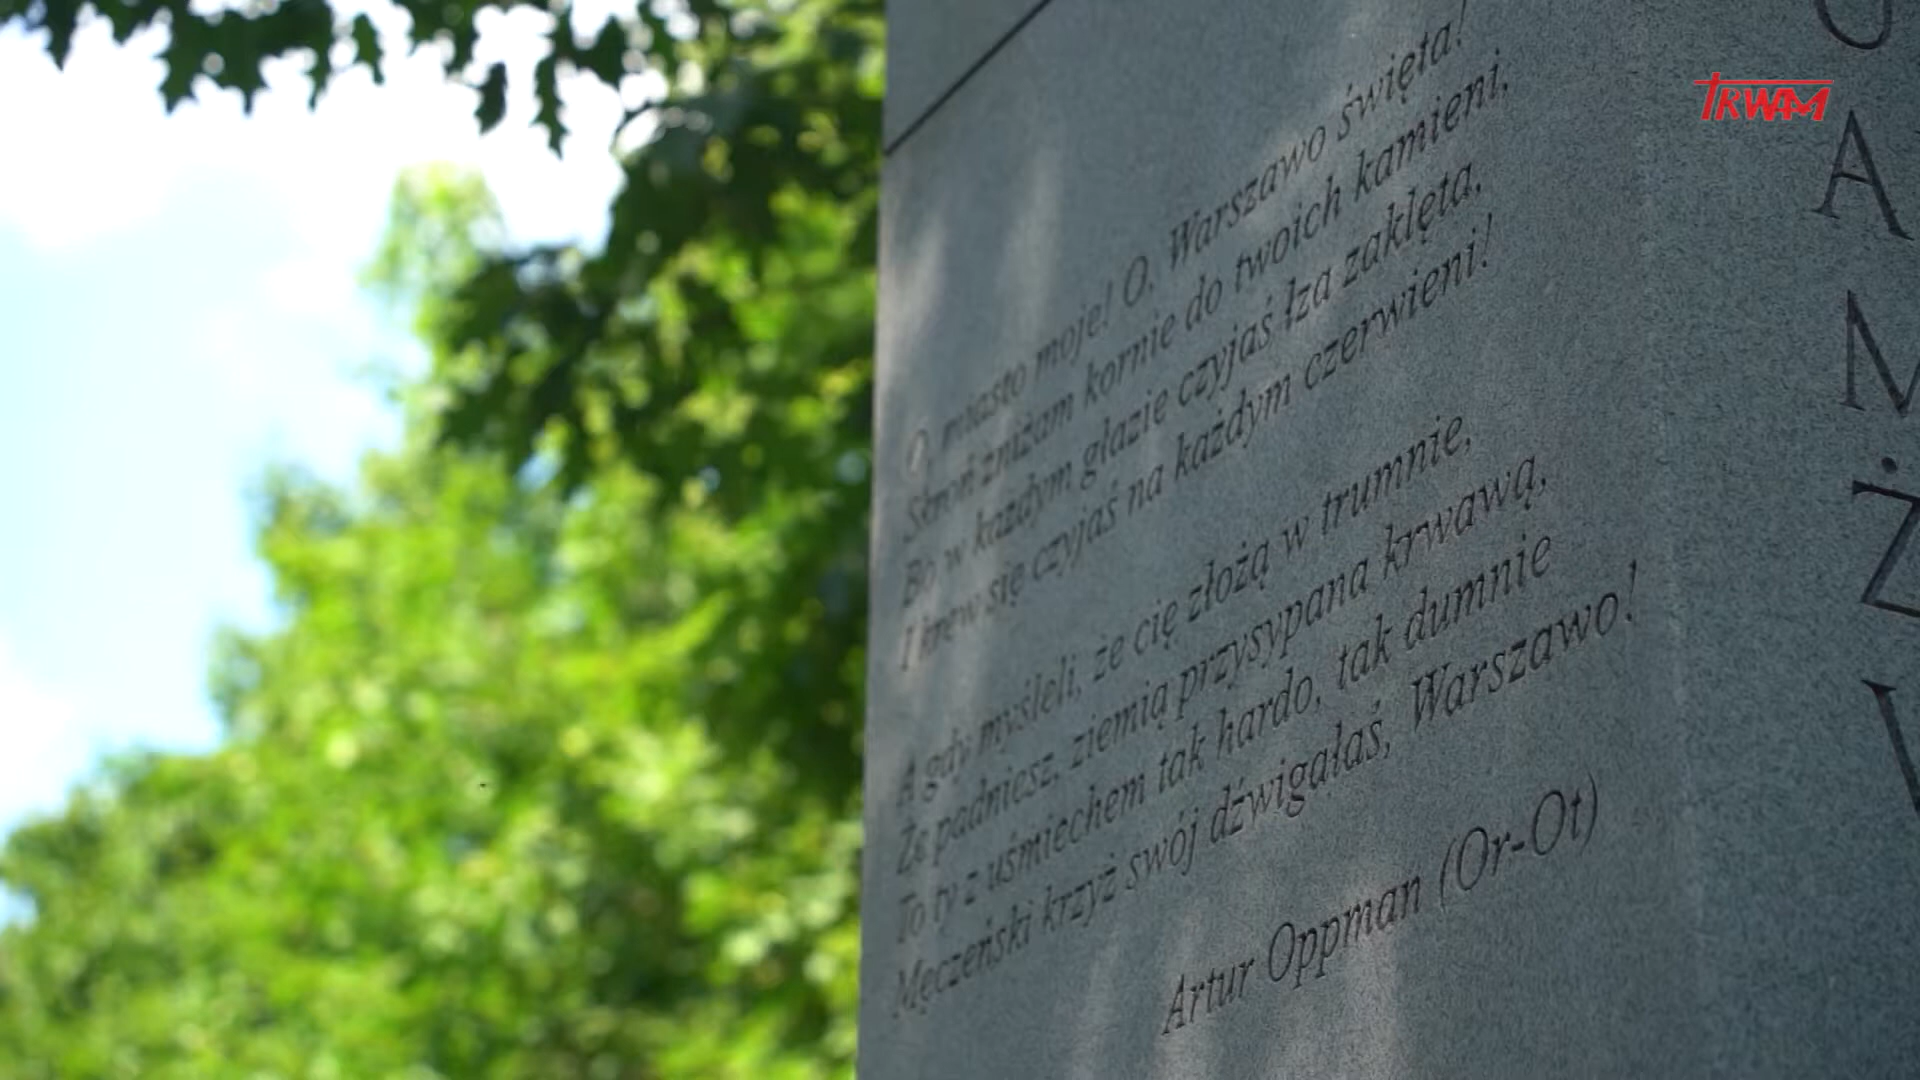 O, miasto moje! O, Warszawo święta!
Skroń zniżam kornie do twoich kamieni,
Bo w każdym głazie czyjaś łza zaklęta,
I krew się czyjaś na każdym czerwieni!
A gdy myśleli, że cię złożą w trumnie,
Że padniesz, ziemią przysypana krwawą,
To ty z uśmiechem tak hardo, tak dumnie
Męczeński krzyż swój dźwigałaś, Warszawo!
Artur Oppman (Or-Ot)
TRWAM
A
M
Ż